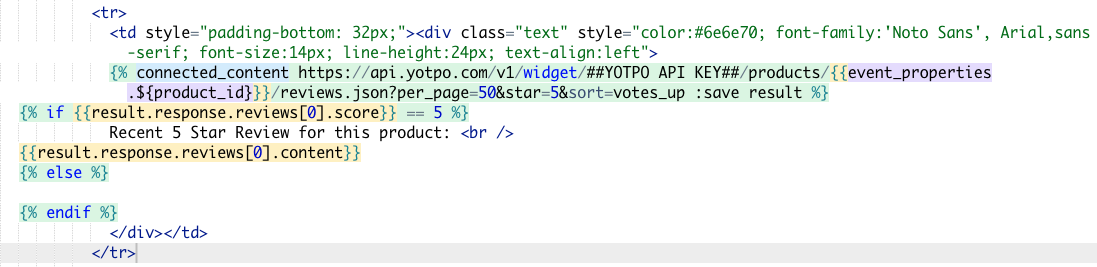 <tr>
<td style="padding-bottom: 32px;"><div class="text" style="color:#6e6e70; font-family:'Noto Sans', Arial,sans
-serif; font-size:14px; line-height:24px; text-align:left">
{% connected_content https://api.yotpo.com/v1/widget/##YOTPO API KEY##/products/{{event_properties
.${product_id}}}/reviews.json?per_page=50&star=5&sort=votes_up :save result %}
{% if {{result.response.reviews[0].score}} == 5 %}
Recent 5 Star Review for this product: <br />
{{result.response.reviews[0].content}}
{% else %}
{% endif %}
</div></td>
</tr>